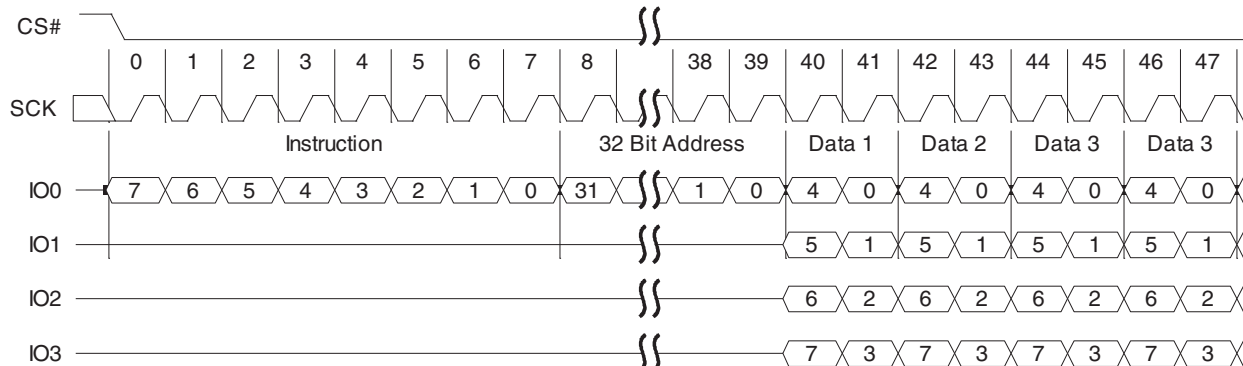 CS#
0 1 2 3 4 5 6 7 8 38 39 40 41 42 43 44 45 46 47
SCK
Instruction 32 Bit Address Data 1 Data 2 Data 3 Data 3
IO0 7 6 5 4 3 2 1 0 31 1 0 4 0 4 0 4 0 4 0
IO1 5 1 5 1 5 1 5 1
IO2 6 2 6 2 6 2 6 2
IO3 7 3 7 3 7 3 7 3